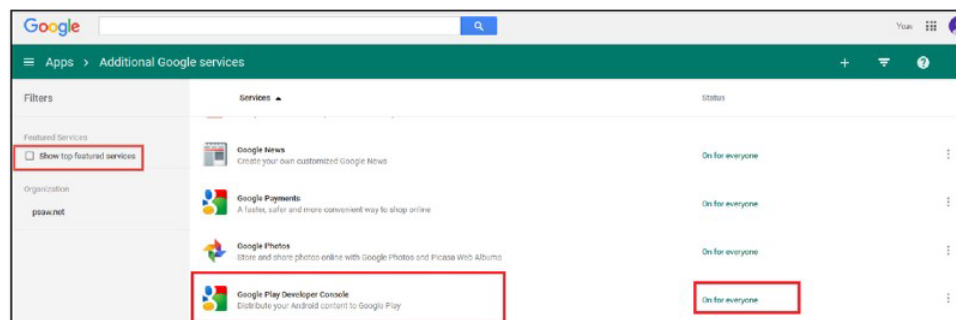 Google
Apps > Additional Google services
Filters
Services
Status
Featured Services
Show top featured services
Organization
psaw.net
Google News
Create your own customized Google News
On for everyone
Google Payments
A faster, safer and more convenient way to shop online
On for everyone
Google Photos
Store and share photos online with Google Photos and Picasa Web Albums
On for everyone
Google Play Developer Console
Distribute your Android content to Google Play
On for everyone